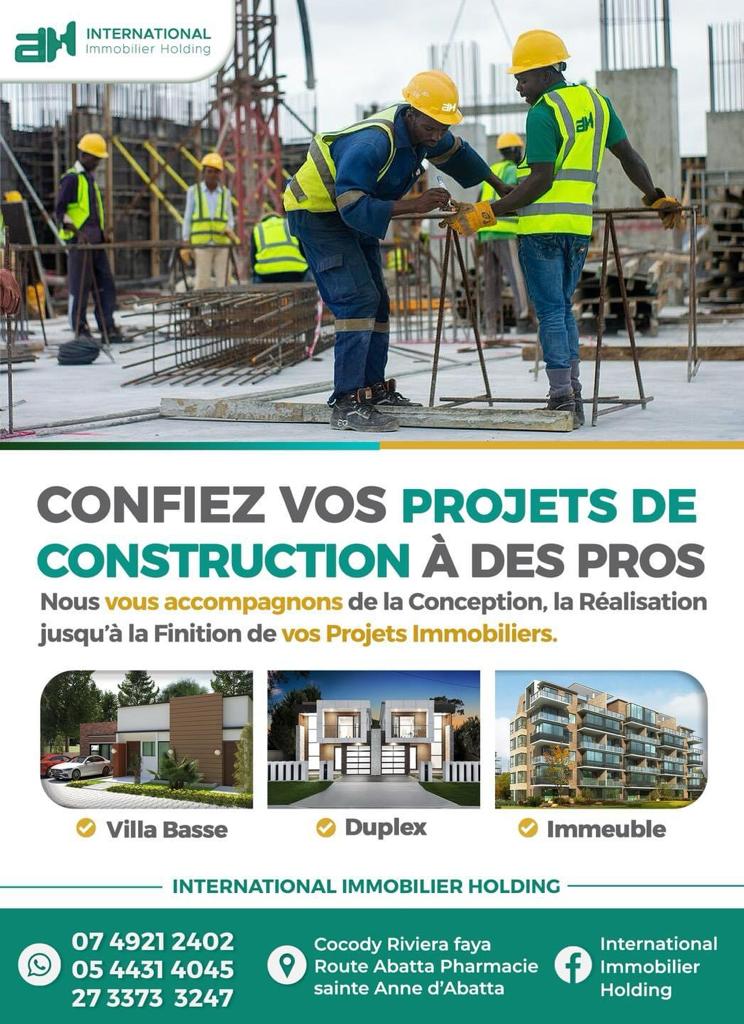 INTERNATIONAL
Immobilier Holding
CONFIEZ VOS PROJETS DE
CONSTRUCTION À DES PROS
Nous vous accompagnons de la Conception, la Réalisation
jusqu'à la Finition de vos Projets Immobiliers.
Villa Basse
Duplex
Immeuble
INTERNATIONAL IMMOBILIER HOLDING
07 4921 2402
05 4431 4045
27 3373 3247
Cocody Riviera faya
Route Abatta Pharmacie
sainte Anne d'Abatta
International
Immobilier
Holding